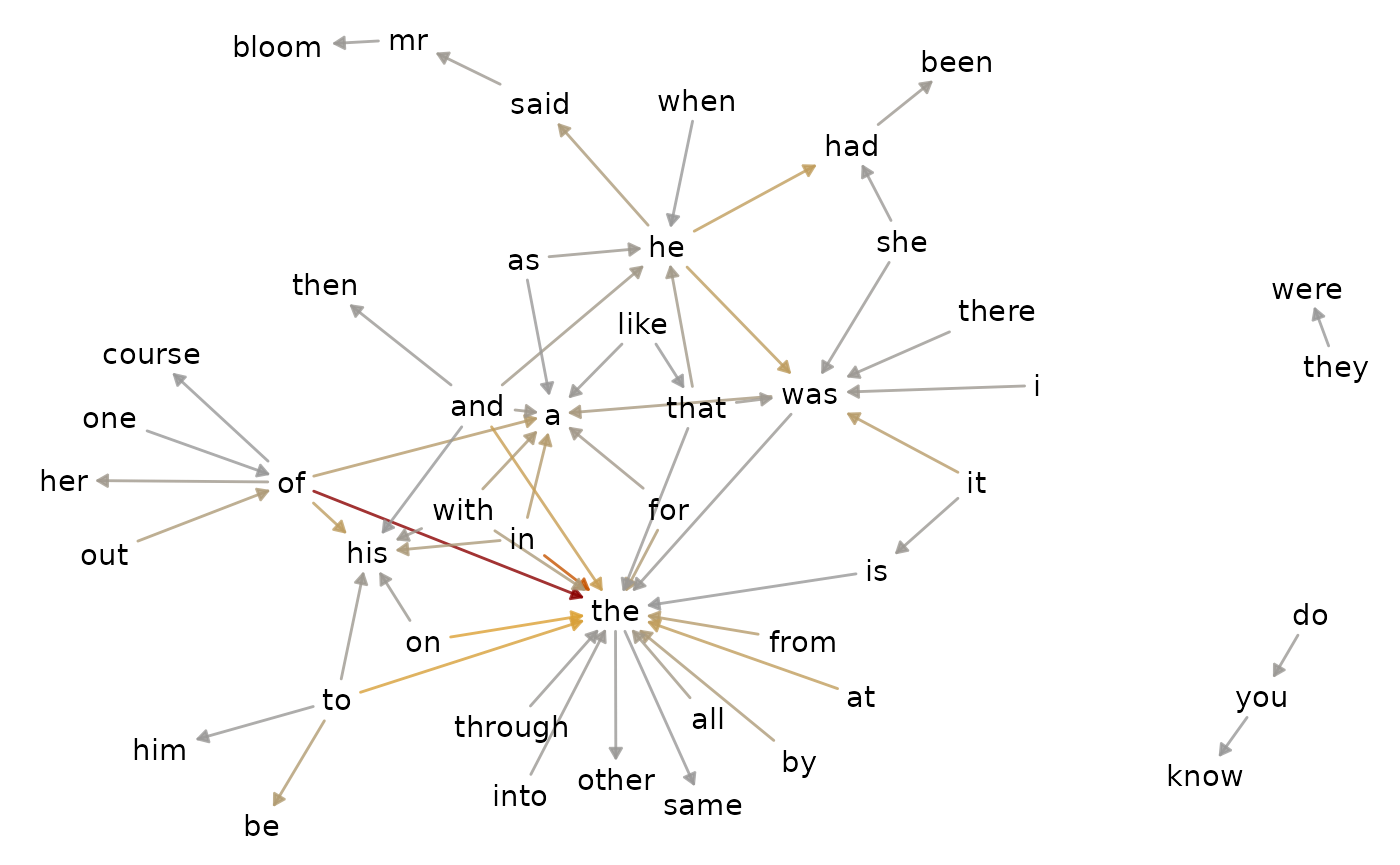 bloom
mr
been
said
when
had
he
she
as
then
like
there
were
course
they
and
a
that
was
i
one
her
of
with
for
it
out
his
in
is
the
do
on
from
to
you
at
through
all
him
by
know
into
other
same
be